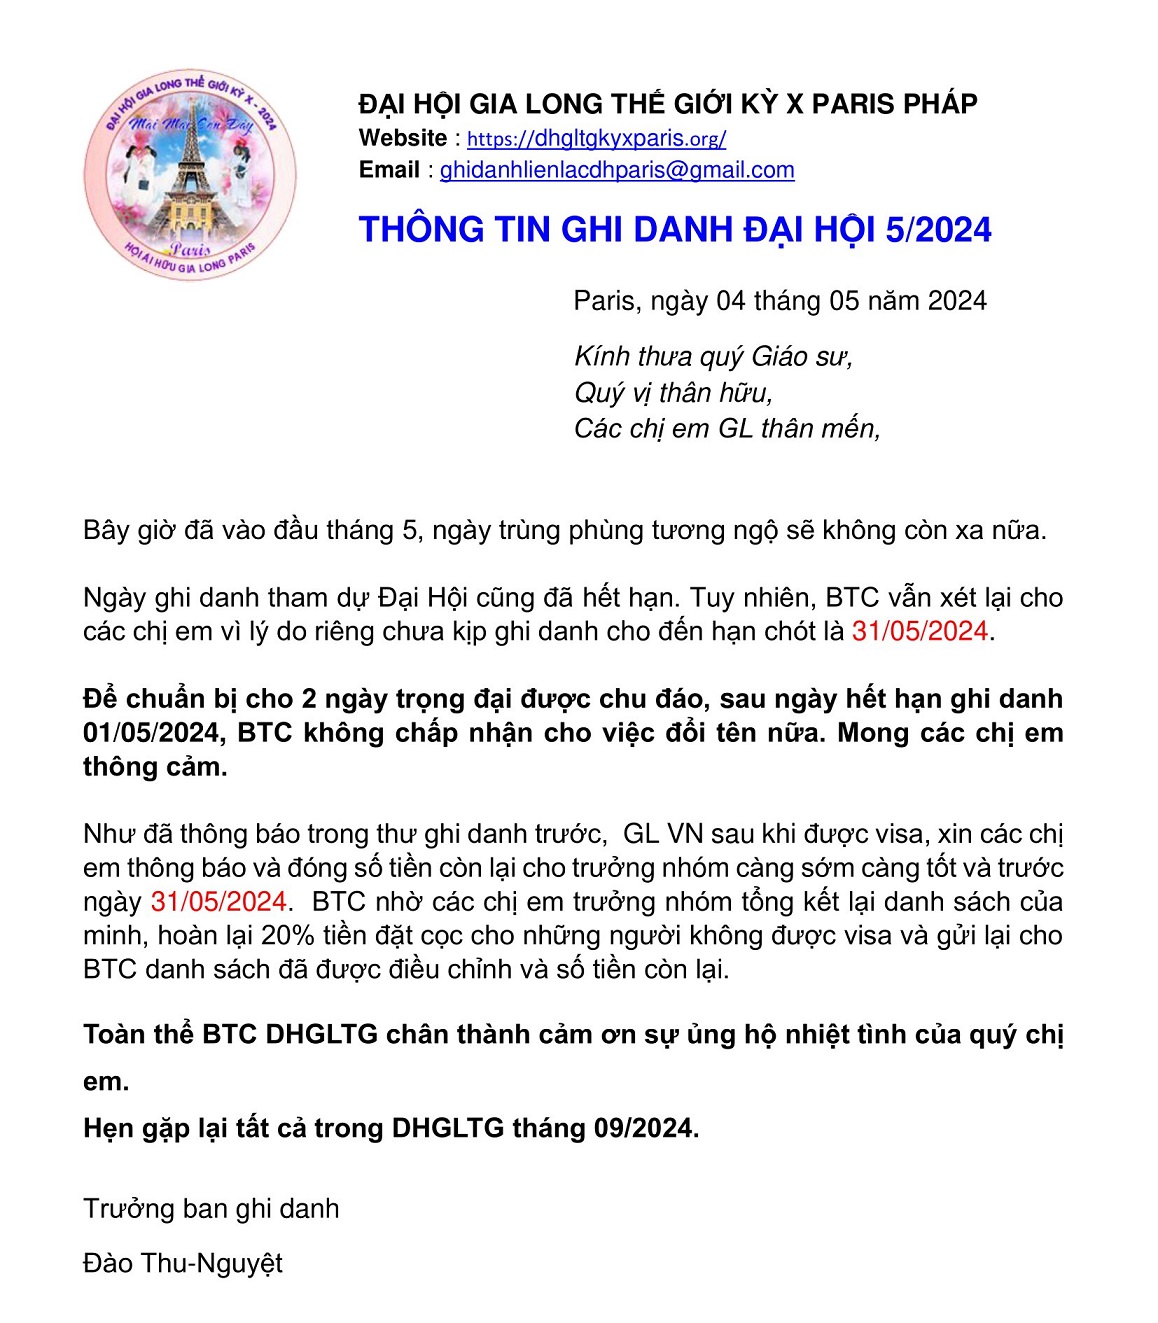 ĐẠI HỘI GIA LONG THẾ GIỚI KỲ X - 2024
Mãi Mãi Còn Đây
Paris
HỘI ÁI HỮU GIA LONG PARIS
ĐẠI HỘI GIA LONG THẾ GIỚI KỲ X PARIS PHÁP
Website : https://dhgltgkyxparis.org/
Email : ghidanhlienlacdhparis@gmail.com
THÔNG TIN GHI DANH ĐẠI HỘI 5/2024
Paris, ngày 04 tháng 05 năm 2024
Kính thưa quý Giáo sư,
Quý vị thân hữu,
Các chị em GL thân mến,
Bây giờ đã vào đầu tháng 5, ngày trùng phùng tương ngộ sẽ không còn xa nữa.
Ngày ghi danh tham dự Đại Hội cũng đã hết hạn. Tuy nhiên, BTC vẫn xét lại cho
các chị em vì lý do riêng chưa kịp ghi danh cho đến hạn chót là 31/05/2024.
Để chuẩn bị cho 2 ngày trọng đại được chu đáo, sau ngày hết hạn ghi danh
01/05/2024, BTC không chấp nhận cho việc đổi tên nữa. Mong các chị em
thông cảm.
Như đã thông báo trong thư ghi danh trước, GL VN sau khi được visa, xin các chị
em thông báo và đóng số tiền còn lại cho trưởng nhóm càng sớm càng tốt và trước
ngày 31/05/2024. BTC nhờ các chị em trưởng nhóm tổng kết lại danh sách của
minh, hoàn lại 20% tiền đặt cọc cho những người không được visa và gửi lại cho
BTC danh sách đã được điều chỉnh và số tiền còn lại.
Toàn thể BTC DHGLTG chân thành cảm ơn sự ủng hộ nhiệt tình của quý chị
em.
Hẹn gặp lại tất cả trong DHGLTG tháng 09/2024.
Trưởng ban ghi danh
Đào Thu-Nguyệt